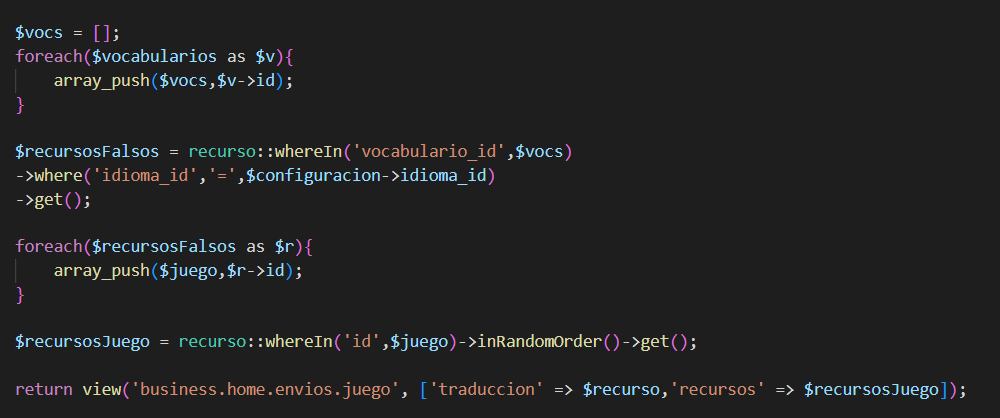 $vocs = [];
foreach($vocabularios as $v){
    array_push($vocs,$v->id);
}
$recursosFalsos = recurso::whereIn('vocabulario_id',$vocs)
->where('idioma_id','=',$configuracion->idioma_id)
->get();
foreach($recursosFalsos as $r){
    array_push($juego,$r->id);
}
$recursosJuego = recurso::whereIn('id',$juego)->inRandomOrder()->get();
return view('business.home.envios.juego', ['traduccion' => $recurso,'recursos' => $recursosJuego]);